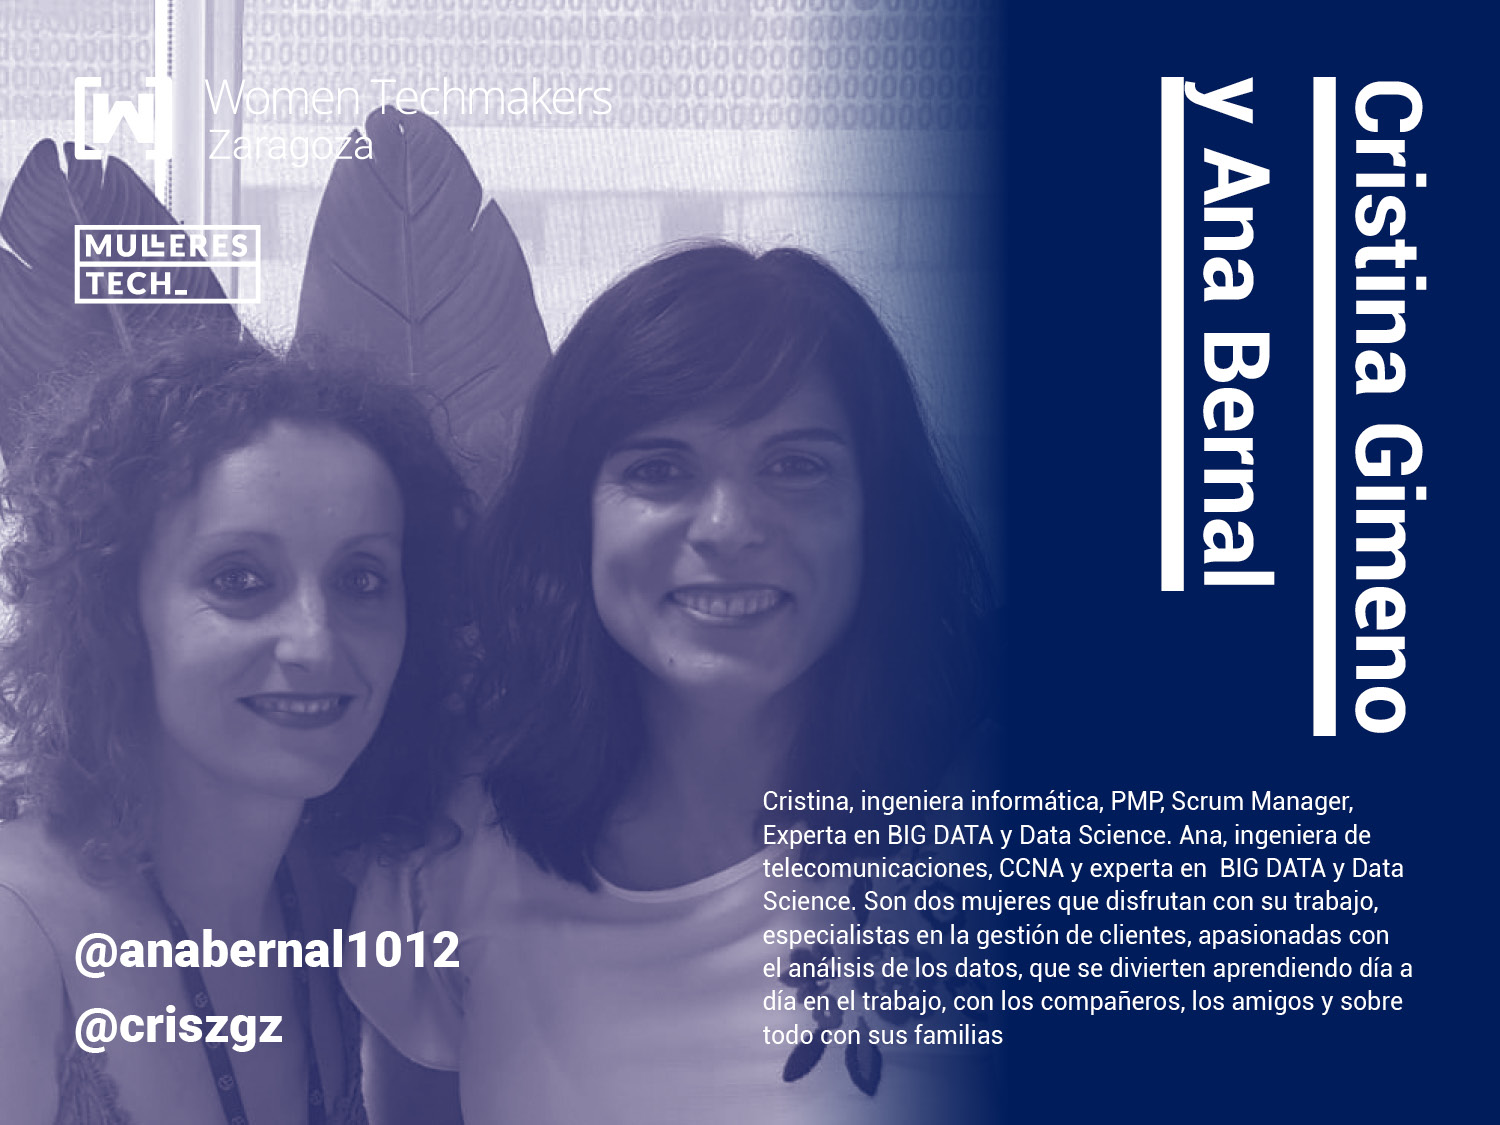 Women Techmakers
Zaragoza
MUJERES
TECH_
Cristina Gimeno
y Ana Bernal
Cristina, ingeniera informática, PMP, Scrum Manager,
Experta en BIG DATA y Data Science. Ana, ingeniera de
telecomunicaciones, CCNA y experta en BIG DATA y Data
Science. Son dos mujeres que disfrutan con su trabajo,
especialistas en la gestión de clientes, apasionadas con
el análisis de los datos, que se divierten aprendiendo día a
día en el trabajo, con los compañeros, los amigos y sobre
todo con sus familias
@anabernal1012
@criszgz